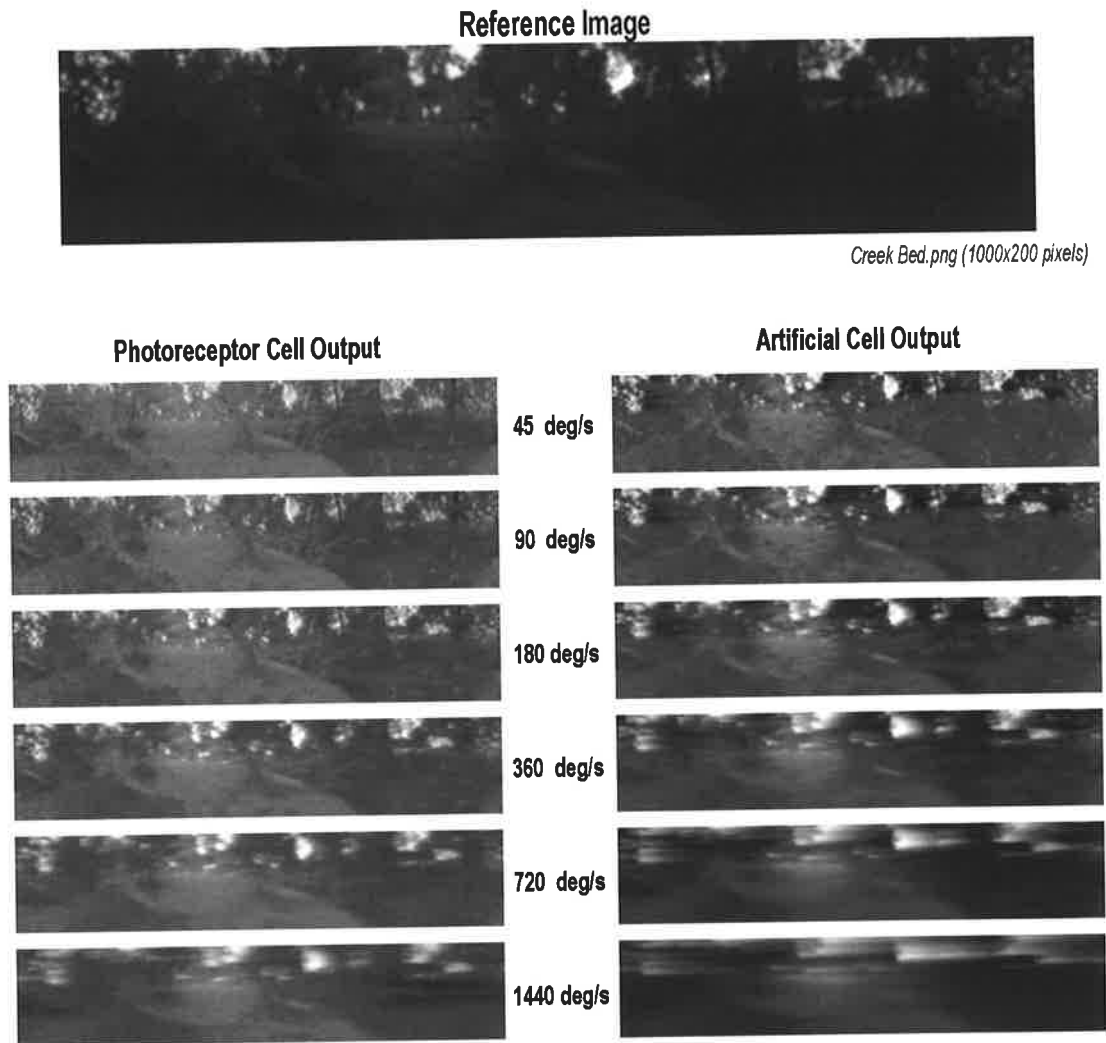 Reference Image
Creek Bed.png (1000x200 pixels)
Photoreceptor Cell Output
Artificial Cell Output
45 deg/s
90 deg/s
180 deg/s
360 deg/s
720 deg/s
1440 deg/s